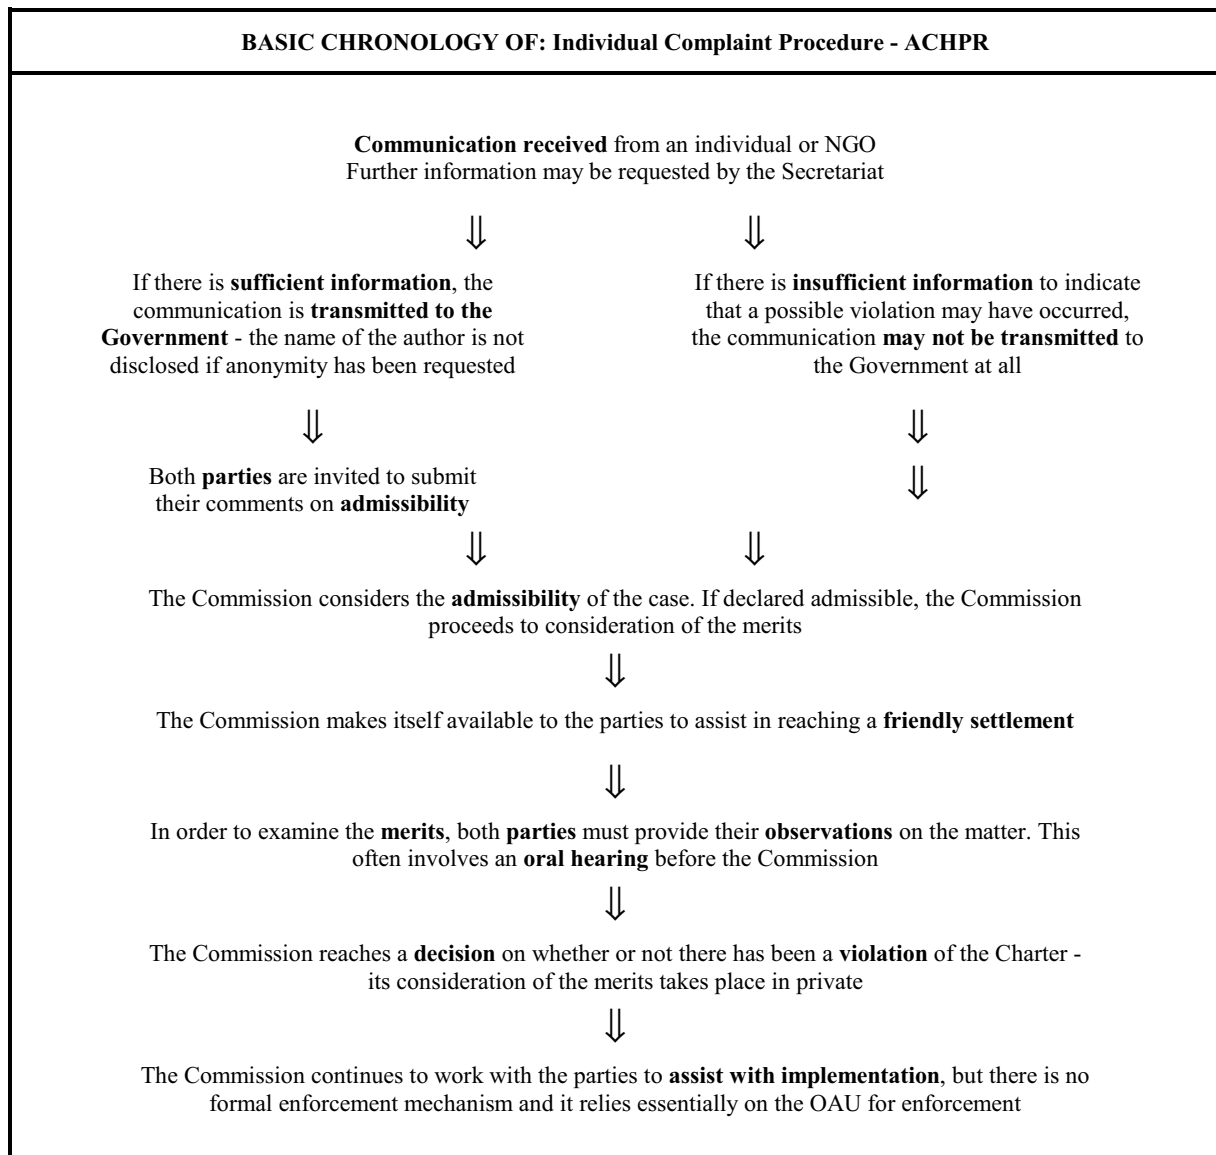 BASIC CHRONOLOGY OF: Individual Complaint Procedure - ACHPR
Communication received from an individual or NGO
Further information may be requested by the Secretariat
⇓ ⇓
If there is sufficient information, the
communication is transmitted to the
Government - the name of the author is not
disclosed if anonymity has been requested
If there is insufficient information to indicate
that a possible violation may have occurred,
the communication may not be transmitted to
the Government at all
⇓ ⇓
Both parties are invited to submit
their comments on admissibility
⇓
⇓ ⇓
The Commission considers the admissibility of the case. If declared admissible, the Commission
proceeds to consideration of the merits
⇓
The Commission makes itself available to the parties to assist in reaching a friendly settlement
⇓
In order to examine the merits, both parties must provide their observations on the matter. This
often involves an oral hearing before the Commission
⇓
The Commission reaches a decision on whether or not there has been a violation of the Charter -
its consideration of the merits takes place in private
⇓
The Commission continues to work with the parties to assist with implementation, but there is no
formal enforcement mechanism and it relies essentially on the OAU for enforcement